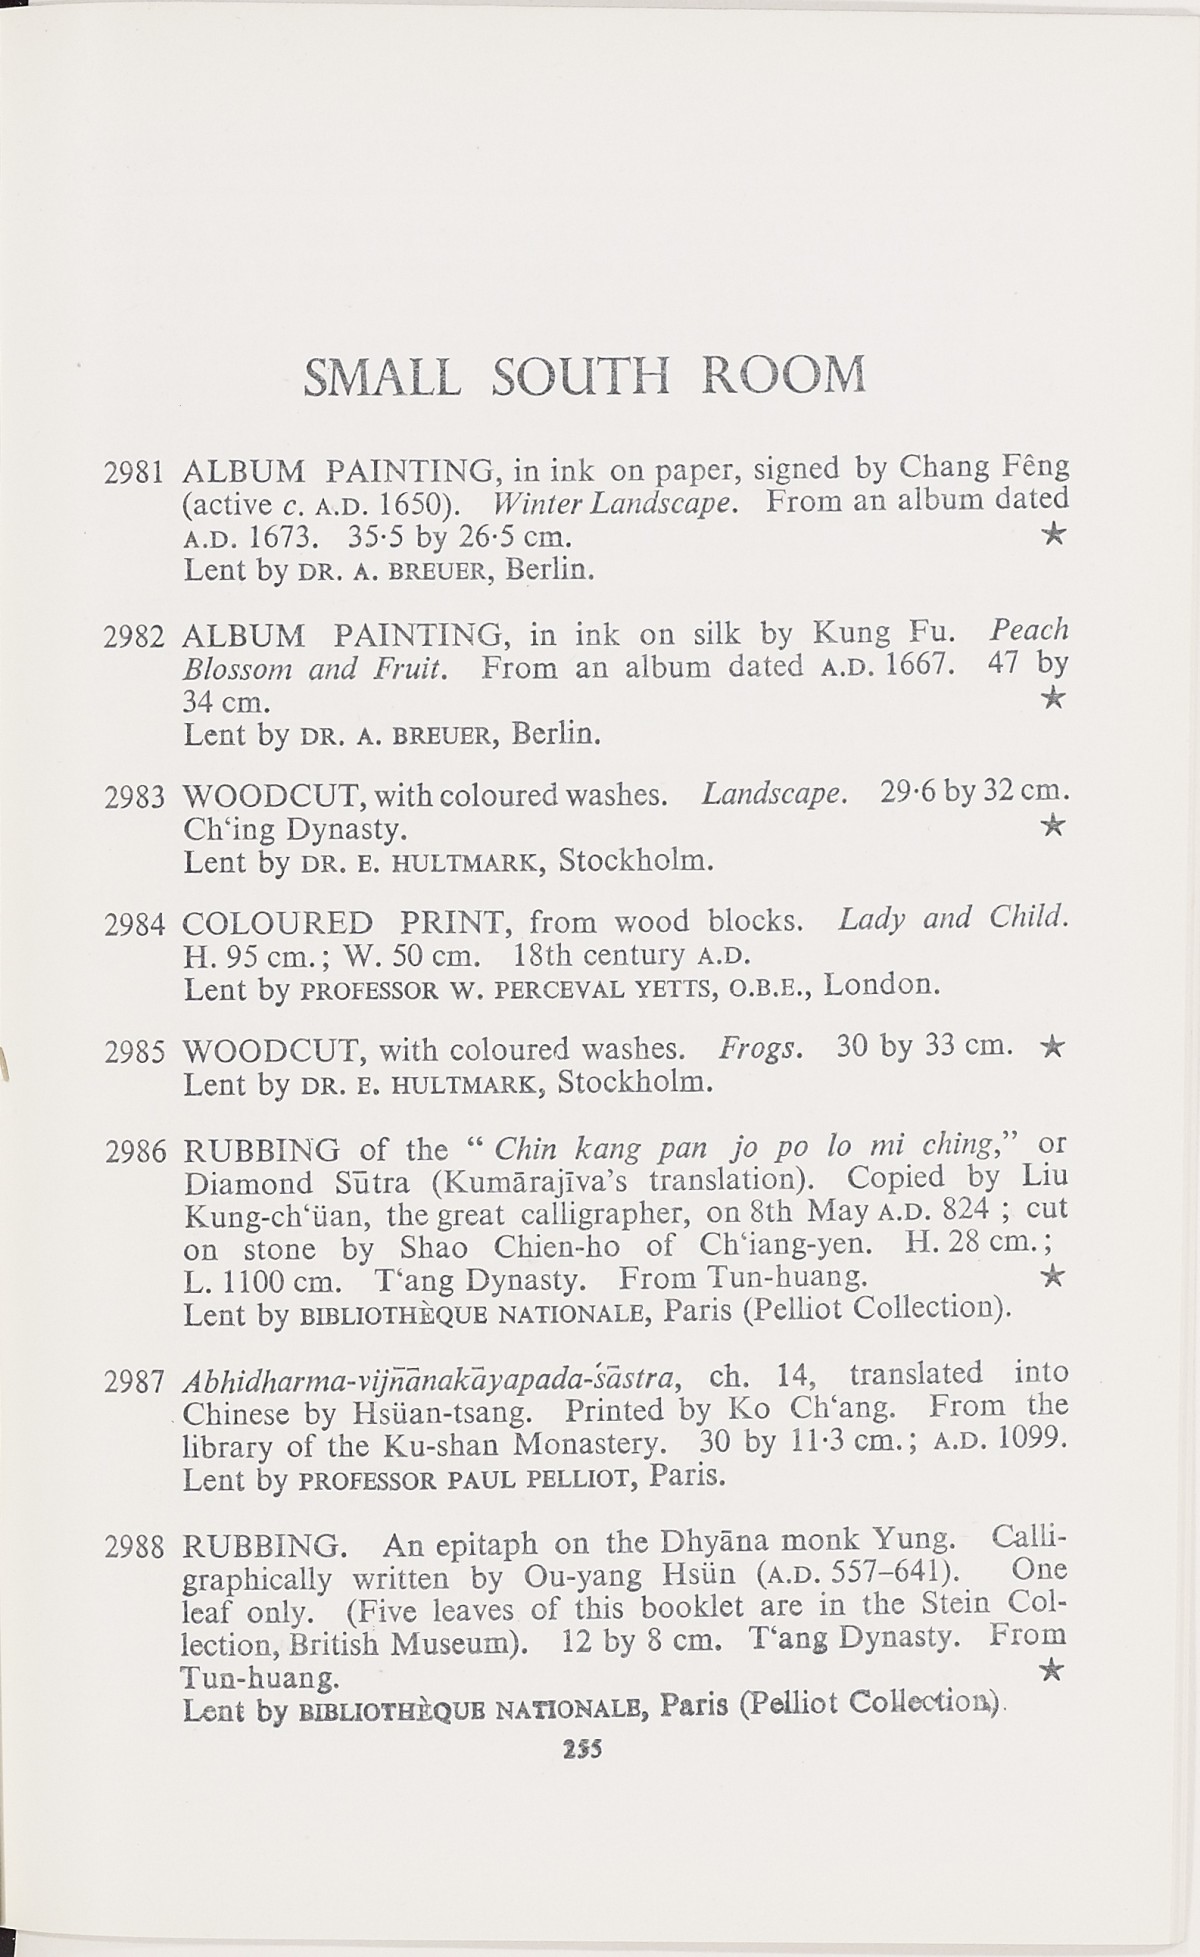 SMALL SOUTH ROOM
2981 ALBUM PAINTING, in ink on paper, signed by Chang Fêng
(active c. A.D. 1650). Winter Landscape. From an album dated
A.D. 1673. 35·5 by 26·5 cm. ★
Lent by DR. A. BREUER, Berlin.
2982 ALBUM PAINTING, in ink on silk by Kung Fu. Peach
Blossom and Fruit. From an album dated A.D. 1667. 47 by
34 cm. ★
Lent by DR. A. BREUER, Berlin.
2983 WOODCUT, with coloured washes. Landscape. 29·6 by 32 cm.
Ch‘ing Dynasty. ★
Lent by DR. E. HULTMARK, Stockholm.
2984 COLOURED PRINT, from wood blocks. Lady and Child.
H. 95 cm.; W. 50 cm. 18th century A.D.
Lent by PROFESSOR W. PERCEVAL YETTS, O.B.E., London.
2985 WOODCUT, with coloured washes. Frogs. 30 by 33 cm. ★
Lent by DR. E. HULTMARK, Stockholm.
2986 RUBBING of the “ Chin kang pan jo po lo mi ching,” or
Diamond Sūtra (Kumārajīva’s translation). Copied by Liu
Kung-ch‘üan, the great calligrapher, on 8th May A.D. 824 ; cut
on stone by Shao Chien-ho of Ch‘iang-yen. H. 28 cm.;
L. 1100 cm. T‘ang Dynasty. From Tun-huang. ★
Lent by BIBLIOTHÈQUE NATIONALE, Paris (Pelliot Collection).
2987 Abhidharma-vijñānakāyapada-śāstra, ch. 14, translated into
Chinese by Hsüan-tsang. Printed by Ko Ch‘ang. From the
library of the Ku-shan Monastery. 30 by 11·3 cm.; A.D. 1099.
Lent by PROFESSOR PAUL PELLIOT, Paris.
2988 RUBBING. An epitaph on the Dhyāna monk Yung. Calli-
graphically written by Ou-yang Hsün (A.D. 557–641). One
leaf only. (Five leaves of this booklet are in the Stein Col-
lection, British Museum). 12 by 8 cm. T‘ang Dynasty. From
Tun-huang. ★
Lent by BIBLIOTHÈQUE NATIONALE, Paris (Pelliot Collection).
255